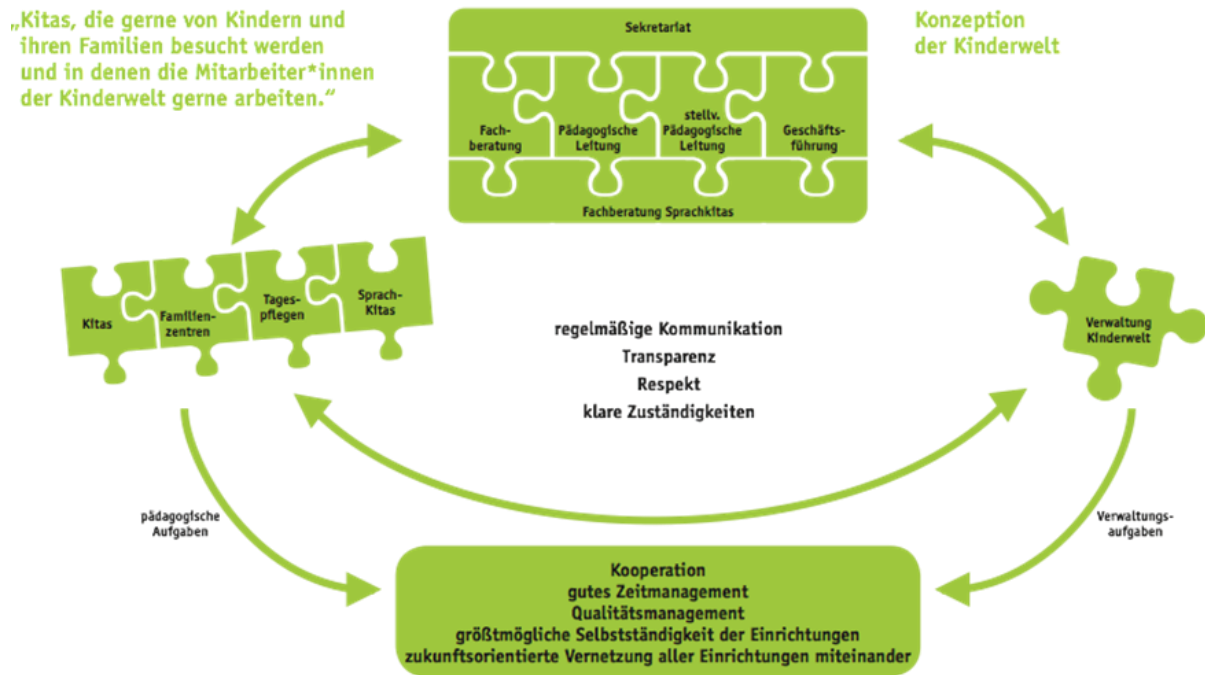 „Kitas, die gerne von Kindern und
ihren Familien besucht werden
und in denen die Mitarbeiter*innen
der Kinderwelt gerne arbeiten.“
Konzeption
der Kinderwelt
Sekretariat
Fach-
beratung
Pädagogische
Leitung
stellv.
Pädagogische
Leitung
Geschäfts-
führung
Fachberatung Sprachkitas
Kitas
Familien-
zentren
Tages-
pflegen
Sprach-
Kitas
Verwaltung
Kinderwelt
regelmäßige Kommunikation
Transparenz
Respekt
klare Zuständigkeiten
pädagogische
Aufgaben
Verwaltungs-
aufgaben
Kooperation
gutes Zeitmanagement
Qualitätsmanagement
größtmögliche Selbstständigkeit der Einrichtungen
zukunftsorientierte Vernetzung aller Einrichtungen miteinander